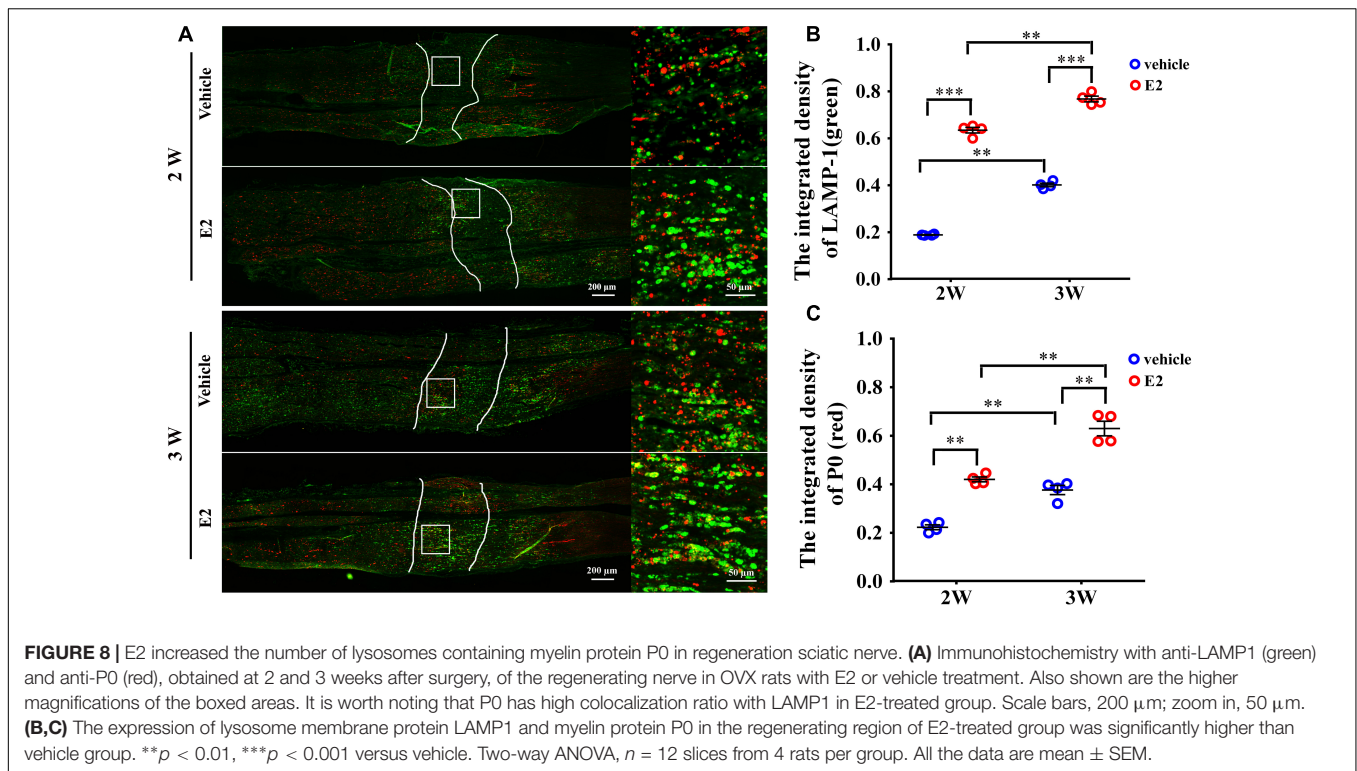 A
2 W
Vehicle
E2
200 μm
50 μm
3 W
Vehicle
E2
200 μm
50 μm
B
The integrated density
of LAMP-1(green)
1.0
0.8
0.6
0.4
0.2
0.0
**
***
***
**
vehicle
E2
2W
3W
C
The integrated density
of P0 (red)
1.0
0.8
0.6
0.4
0.2
0.0
**
**
**
**
vehicle
E2
2W
3W
FIGURE 8 | E2 increased the number of lysosomes containing myelin protein P0 in regeneration sciatic nerve. (A) Immunohistochemistry with anti-LAMP1 (green)
and anti-P0 (red), obtained at 2 and 3 weeks after surgery, of the regenerating nerve in OVX rats with E2 or vehicle treatment. Also shown are the higher
magnifications of the boxed areas. It is worth noting that P0 has high colocalization ratio with LAMP1 in E2-treated group. Scale bars, 200 μm; zoom in, 50 μm.
(B,C) The expression of lysosome membrane protein LAMP1 and myelin protein P0 in the regenerating region of E2-treated group was significantly higher than
vehicle group. **p < 0.01, ***p < 0.001 versus vehicle. Two-way ANOVA, n = 12 slices from 4 rats per group. All the data are mean ± SEM.